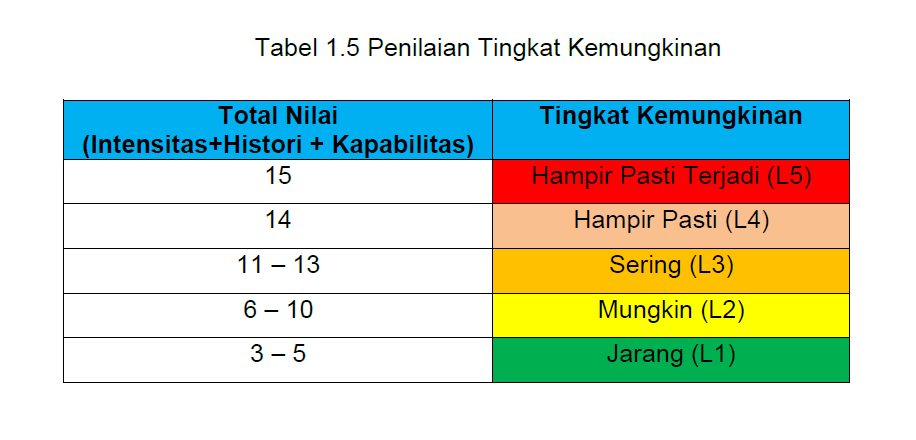 Tabel 1.5 Penilaian Tingkat Kemungkinan
Total Nilai
(Intensitas+Histori + Kapabilitas)
Tingkat Kemungkinan
15
Hampir Pasti Terjadi (L5)
14
Hampir Pasti (L4)
11 – 13
Sering (L3)
6 – 10
Mungkin (L2)
3 – 5
Jarang (L1)